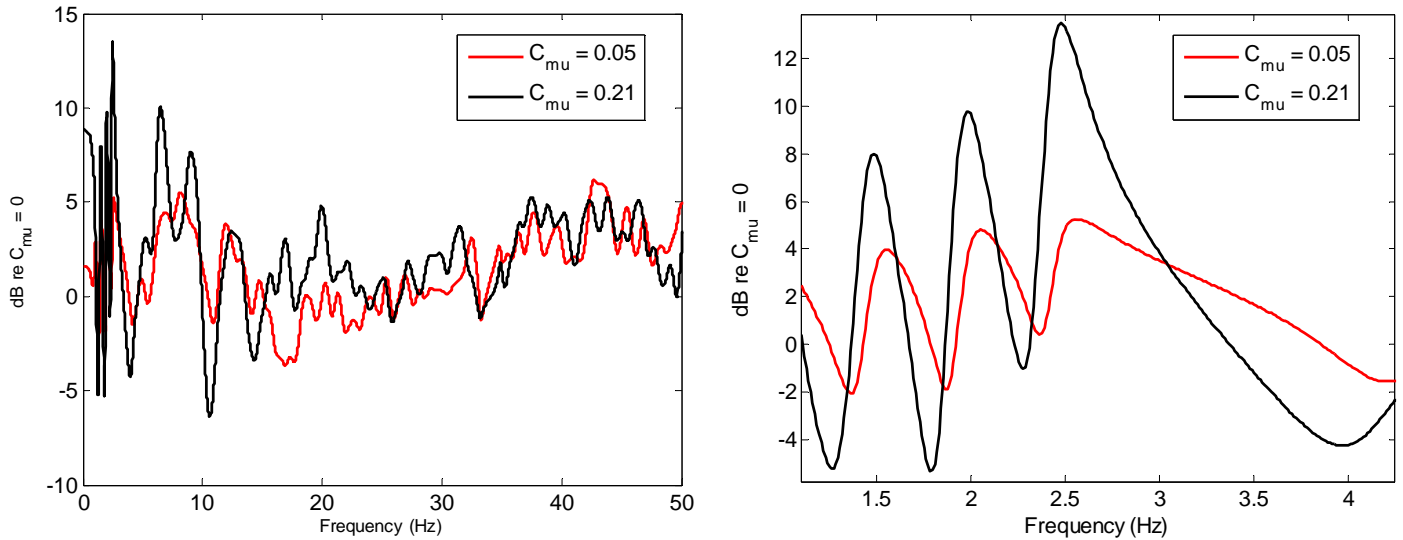 15
10
5
0
-5
-10
dB re C_mu = 0
0 10 20 30 40 50
Frequency (Hz)
C_mu = 0.05
C_mu = 0.21
12
10
8
6
4
2
0
-2
-4
dB re C_mu = 0
1.5 2 2.5 3 3.5 4
Frequency (Hz)
C_mu = 0.05
C_mu = 0.21